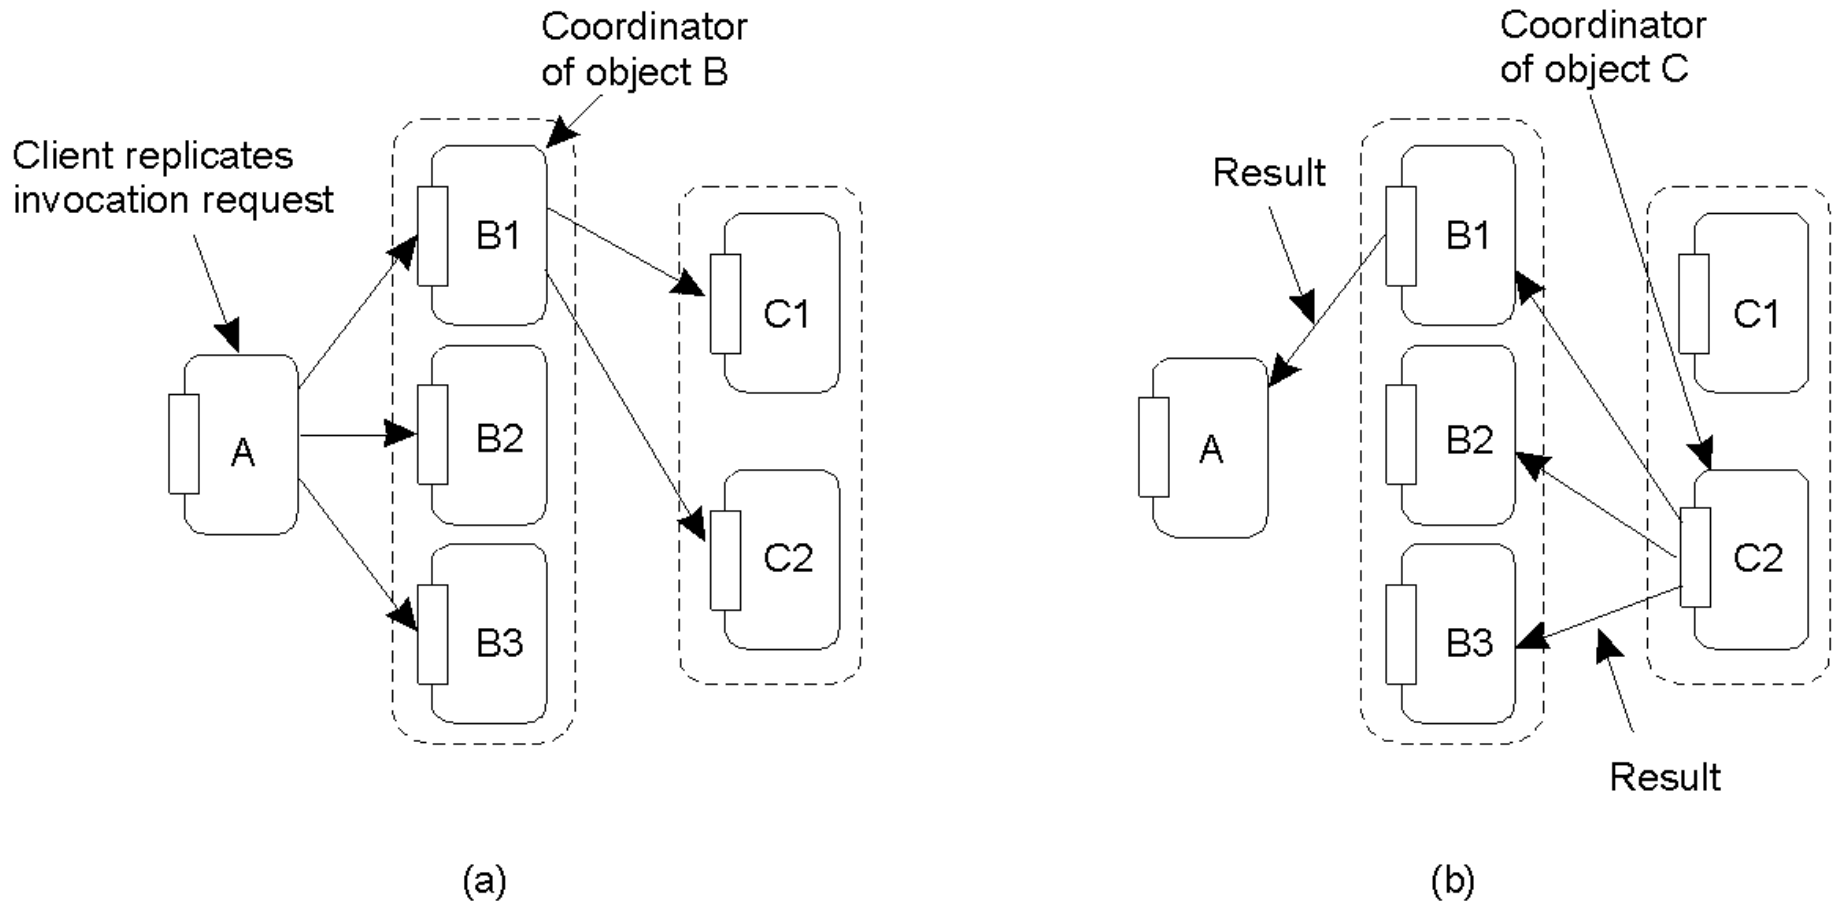 Coordinator
of object B
Client replicates
invocation request
B1
C1
A
B2
C2
B3
(a)
Coordinator
of object C
Result
B1
C1
A
B2
C2
B3
Result
(b)